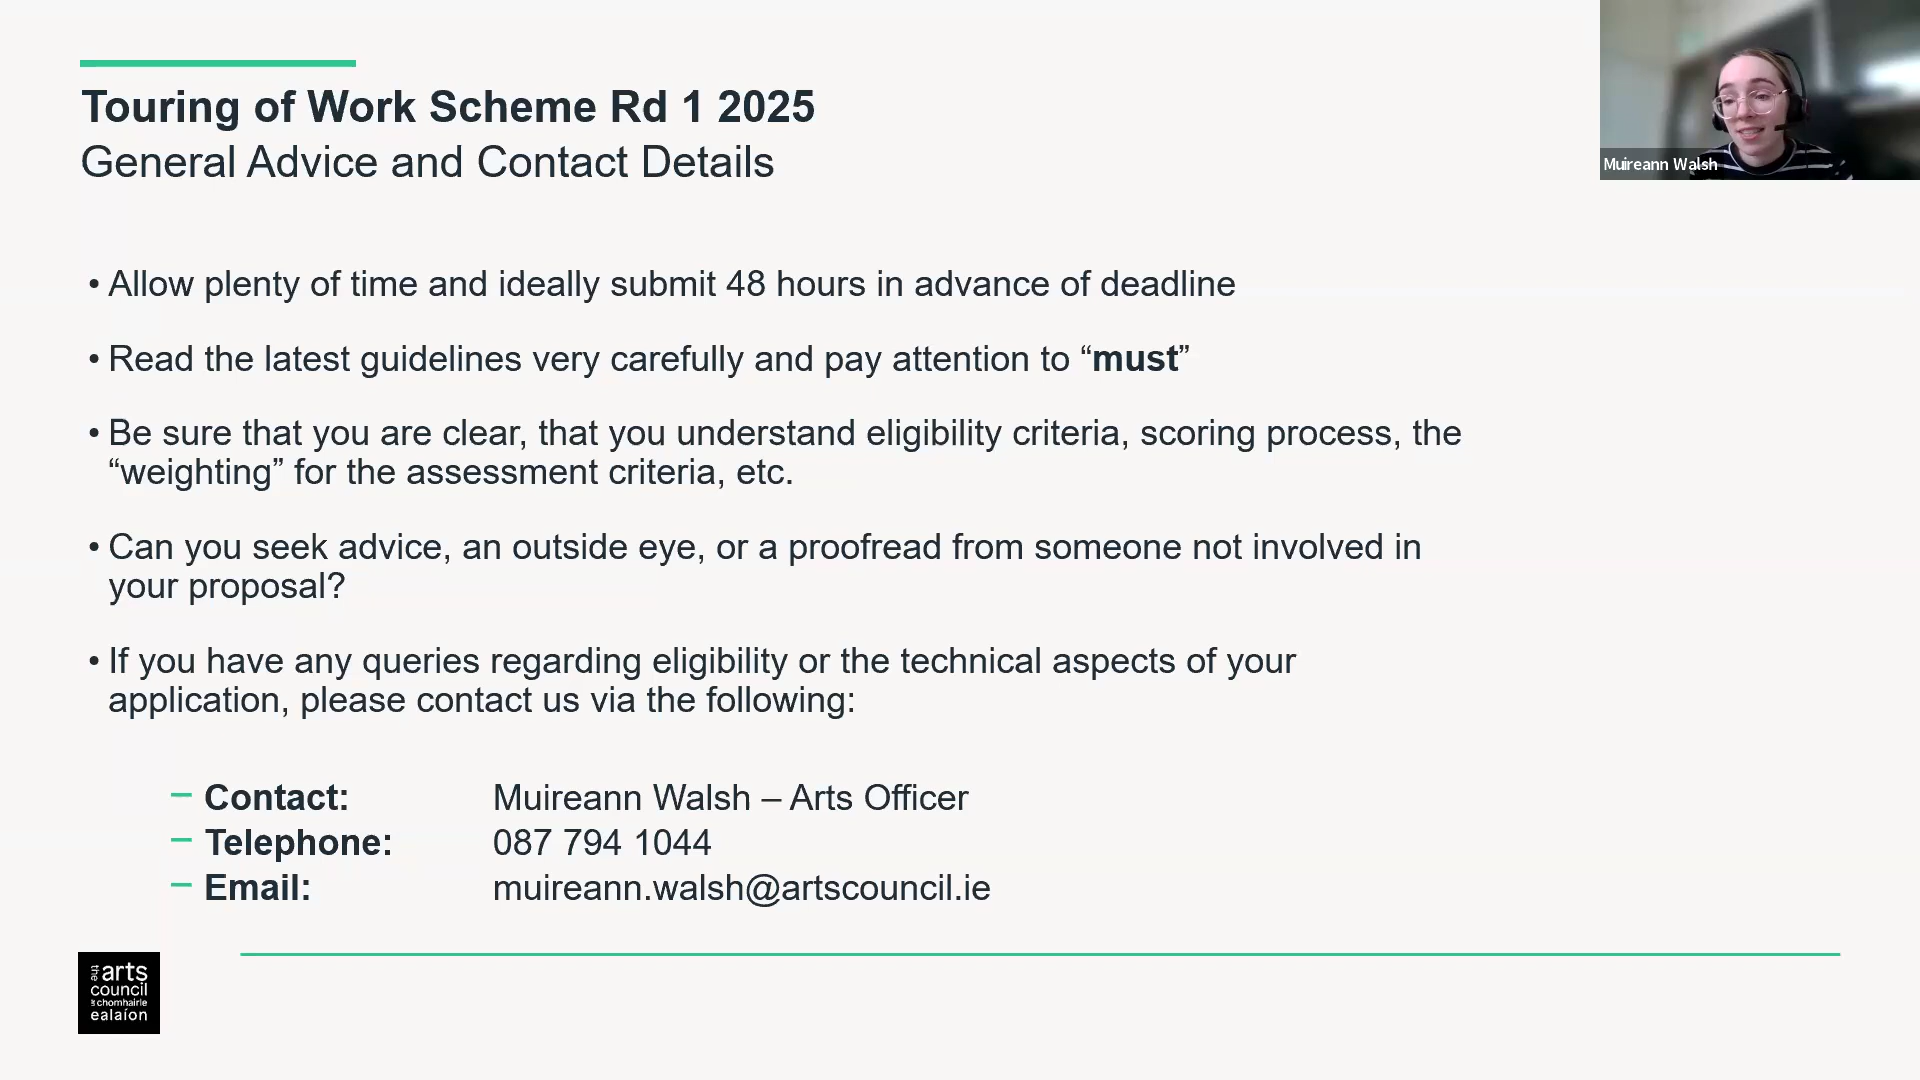 Touring of Work Scheme Rd 1 2025
General Advice and Contact Details
Muireann Walsh
• Allow plenty of time and ideally submit 48 hours in advance of deadline
• Read the latest guidelines very carefully and pay attention to “must”
• Be sure that you are clear, that you understand eligibility criteria, scoring process, the
“weighting” for the assessment criteria, etc.
• Can you seek advice, an outside eye, or a proofread from someone not involved in
your proposal?
• If you have any queries regarding eligibility or the technical aspects of your
application, please contact us via the following:
– Contact: Muireann Walsh – Arts Officer
– Telephone: 087 794 1044
– Email: muireann.walsh@artscouncil.ie
the arts
council
chomhairle
ealaíon